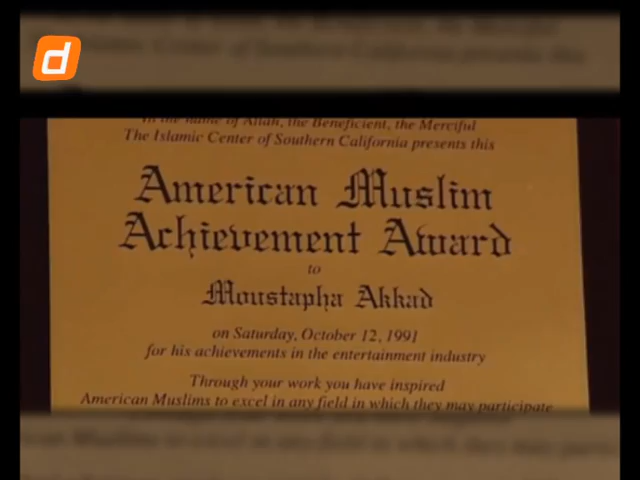 d
In the name of Allah, the Beneficient, the Merciful
The Islamic Center of Southern California presents this
American Muslim
Achievement Award
to
Moustapha Akkad
on Saturday, October 12, 1991
for his achievements in the entertainment industry
Through your work you have inspired
American Muslims to excel in any field in which they may participate